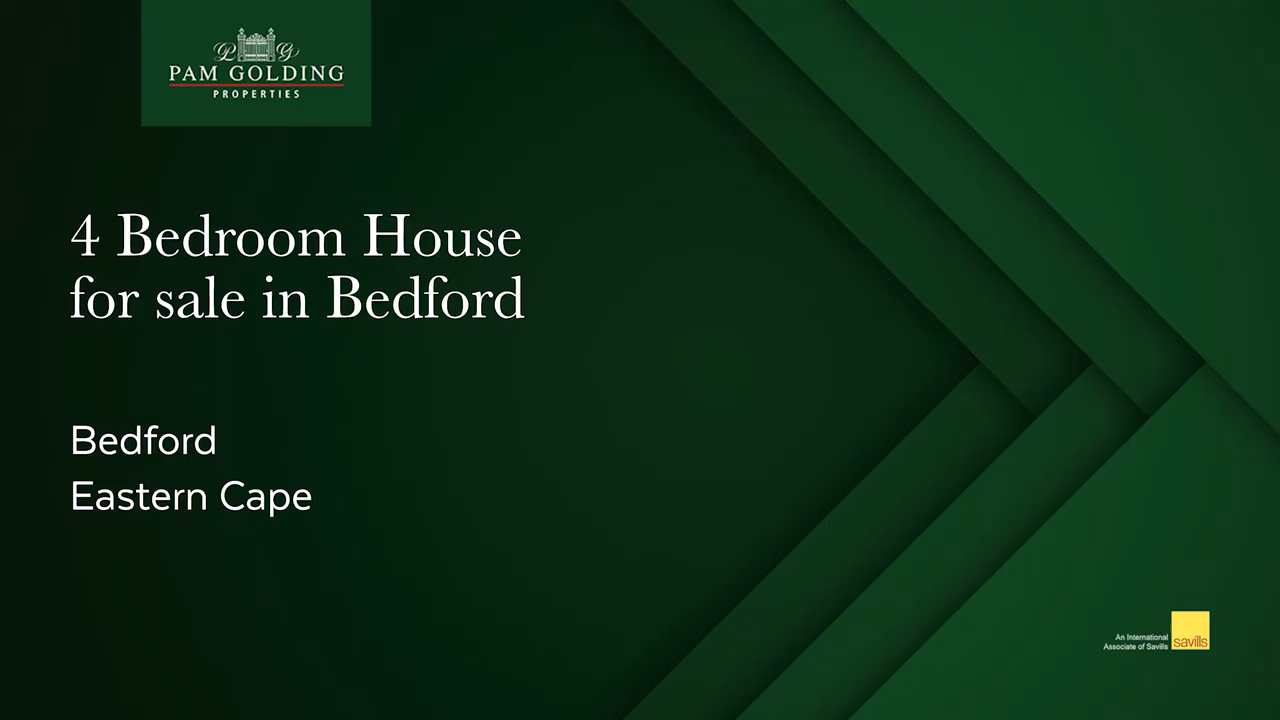 P G
PAM GOLDING
PROPERTIES
4 Bedroom House
for sale in Bedford
Bedford
Eastern Cape
An International
Associate of Savills
savills